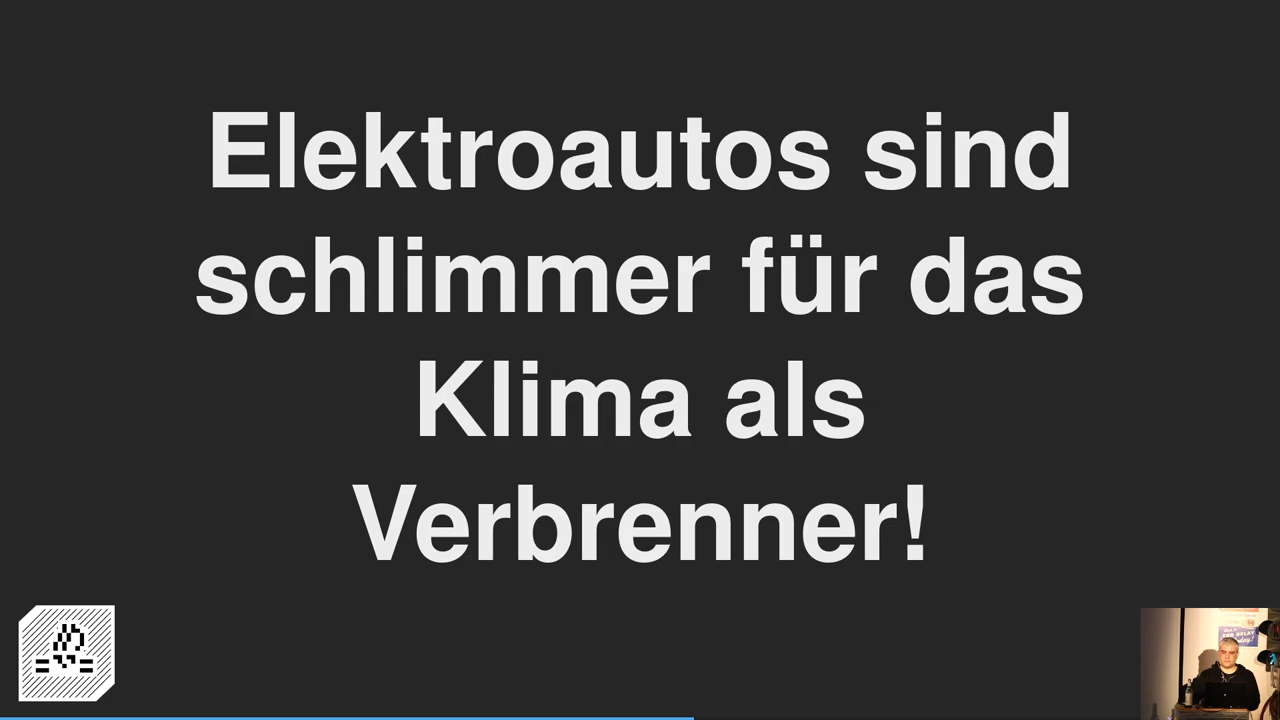 Elektroautos sind
schlimmer für das
Klima als
Verbrenner!